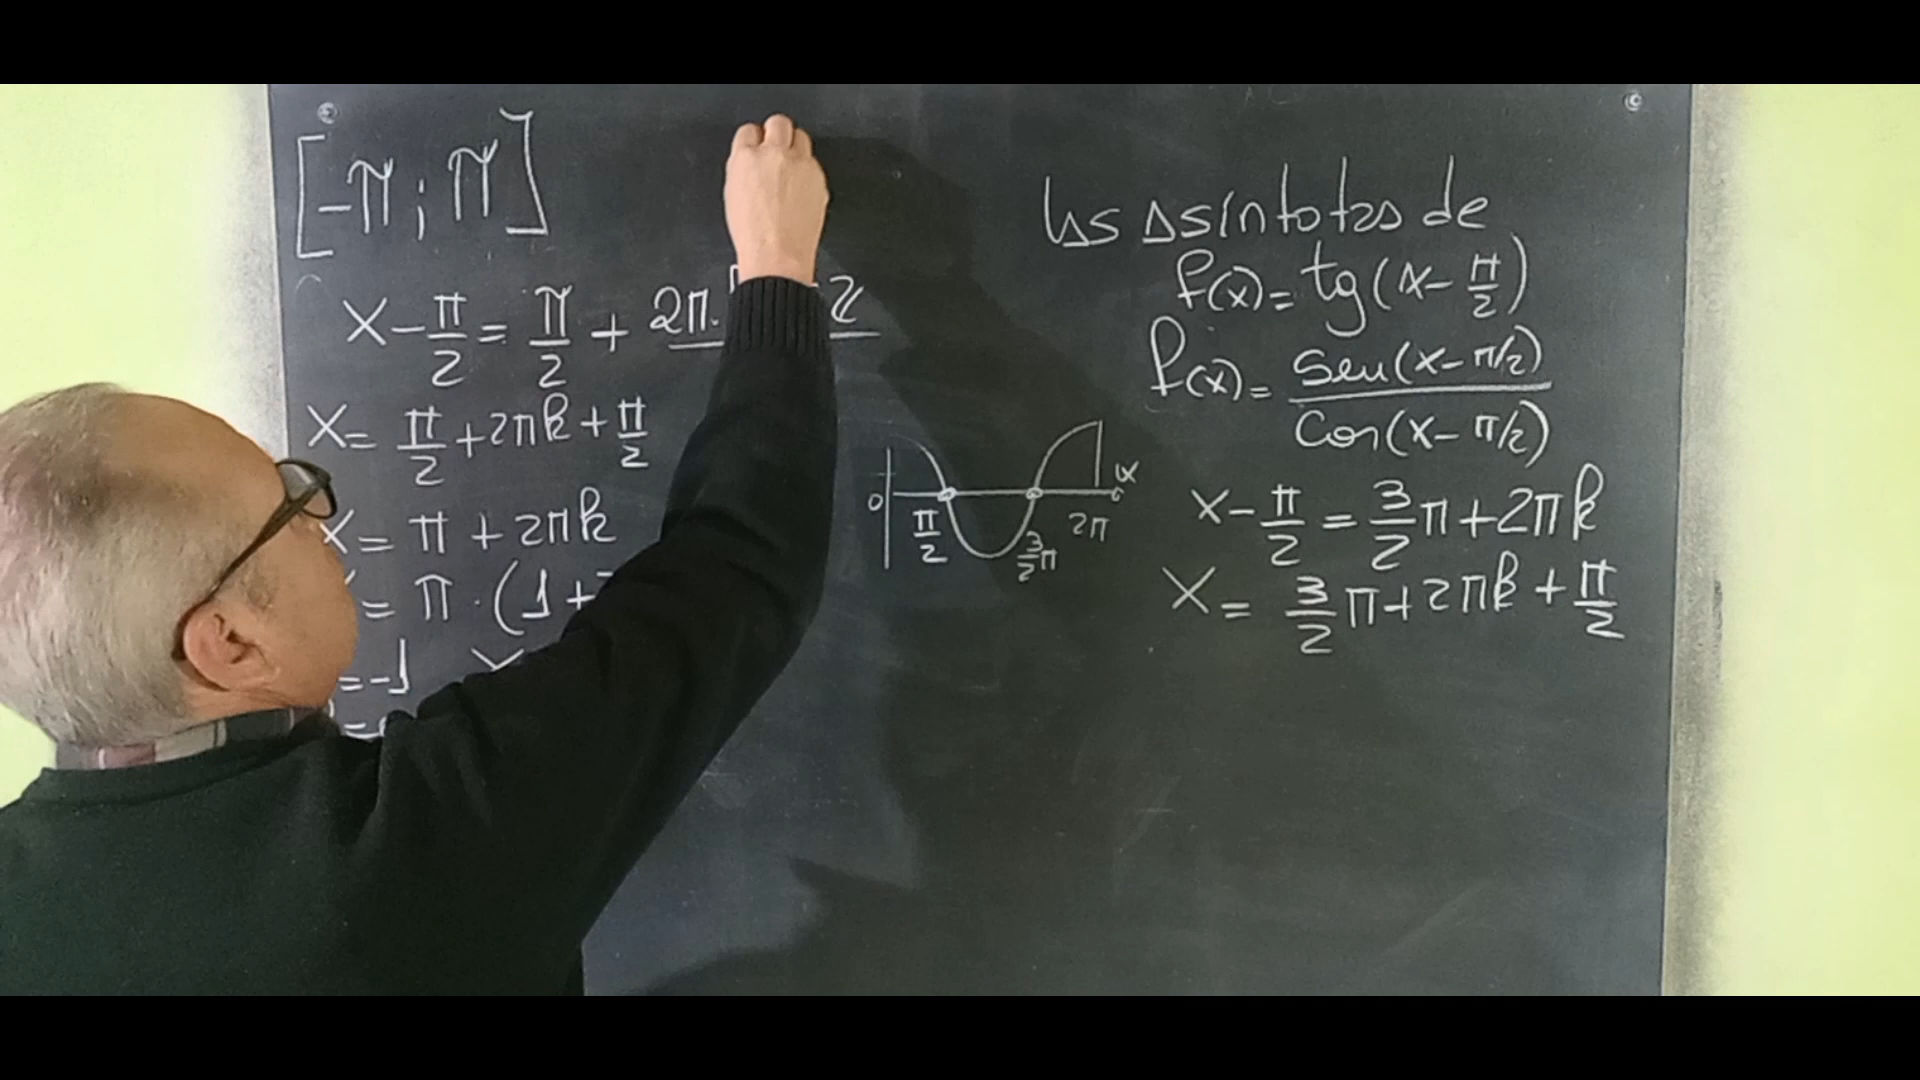 [-π; π]
x - π/2 = π/2 + 2π.
x = π/2 + 2πk + π/2
x = π + 2πk
= π · (1 +
= -1
las asíntotas de
f(x) = tg(x - π/2)
f(x) = sen(x - π/2) / cos(x - π/2)
0 π/2 3/2 π 2π α
x - π/2 = 3/2 π + 2πk
x = 3/2 π + 2πk + π/2